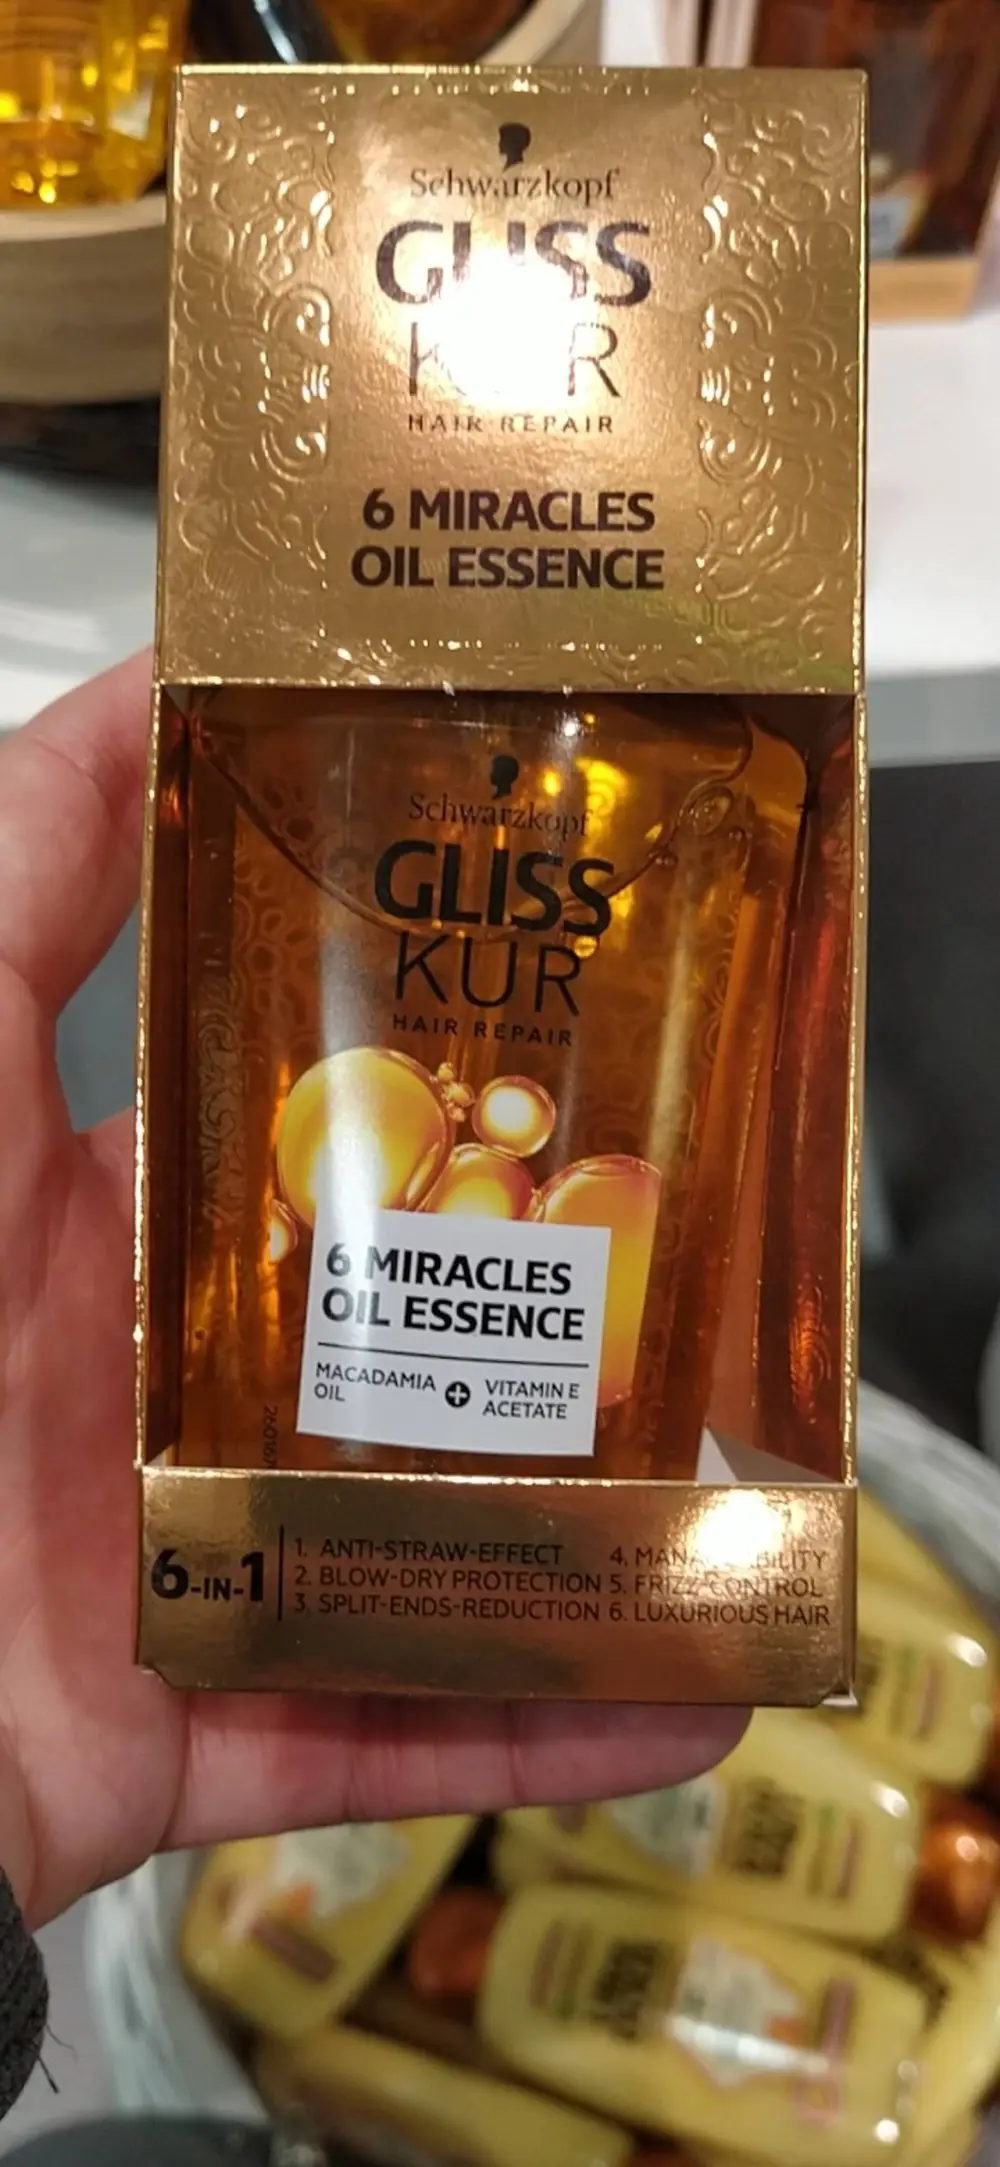 Schwarzkopf
GLISS
KUR
HAIR REPAIR
6 MIRACLES
OIL ESSENCE
Schwarzkopf
GLISS
KUR
HAIR REPAIR
6 MIRACLES
OIL ESSENCE
MACADAMIA OIL + VITAMIN E ACETATE
6-IN-1
1. ANTI-STRAW-EFFECT
2. BLOW-DRY PROTECTION
3. SPLIT-ENDS-REDUCTION
4. MANAGEABILITY
5. FRIZZ-CONTROL
6. LUXURIOUS HAIR